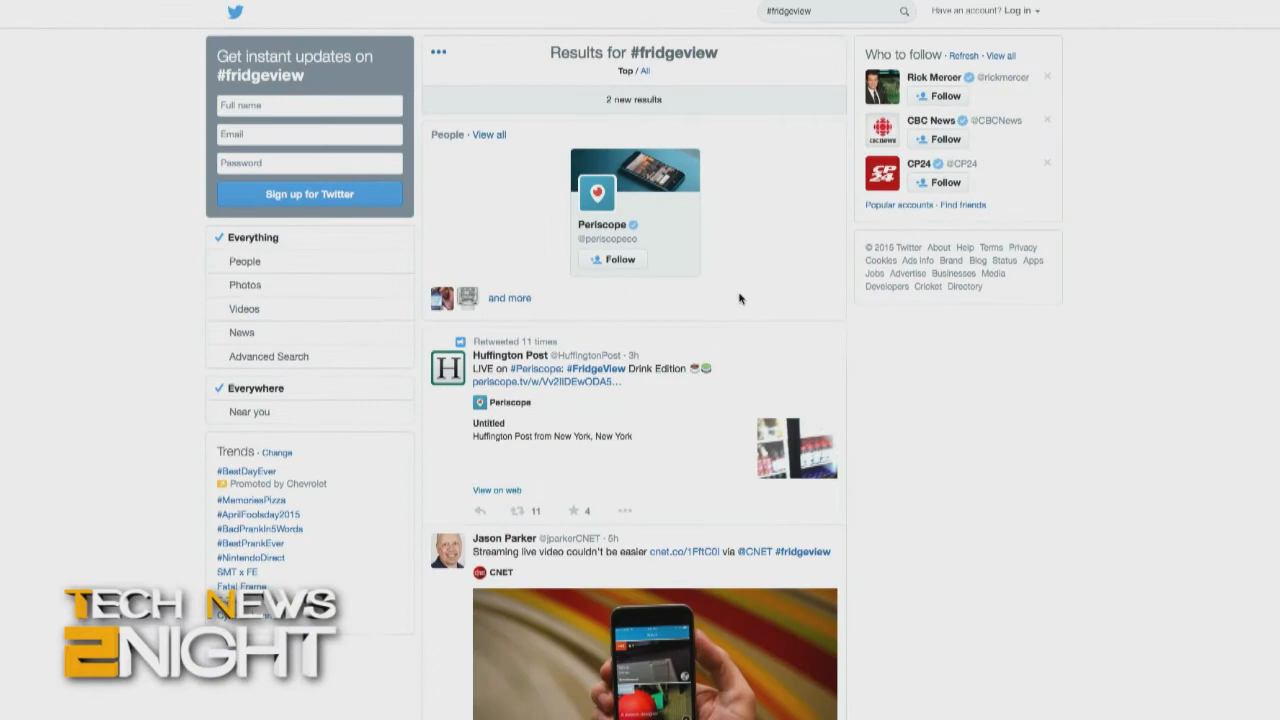 #fridgeview
Have an account? Log in
Get instant updates on
#fridgeview
Full name
Email
Password
Sign up for Twitter
Everything
People
Photos
Videos
News
Advanced Search
Everywhere
Near you
Trends · Change
#BestDayEver
Promoted by Chevrolet
#MemoriesPizza
#AprilFoolsday2015
#BadPrankIn5Words
#BestPrankEver
#NintendoDirect
SMT x FE
Fatal Frame
TECH NEWS
2NIGHT
Results for #fridgeview
Top / All
2 new results
People · View all
Periscope
@periscopeco
Follow
and more
Retweeted 11 times
Huffington Post @HuffingtonPost · 3h
H
LIVE on #Periscope: #FridgeView Drink Edition
Periscope
Untitled
Huffington Post from New York, New York
View on web
11
4
Jason Parker @jparkerCNET · 5h
Streaming live video couldn't be easier cnet.co/1FftC0l via @CNET #fridgeview
CNET
Who to follow · Refresh · View all
Rick Mercer @rickmercer
Follow
CBC News @CBCNews
cbcnews
Follow
CP24 @CP24
CP
24
Follow
Popular accounts · Find friends
© 2015 Twitter About Help Terms Privacy
Cookies Ads info Brand Blog Status Apps
Jobs Advertise Businesses Media
Developers Cricket Directory